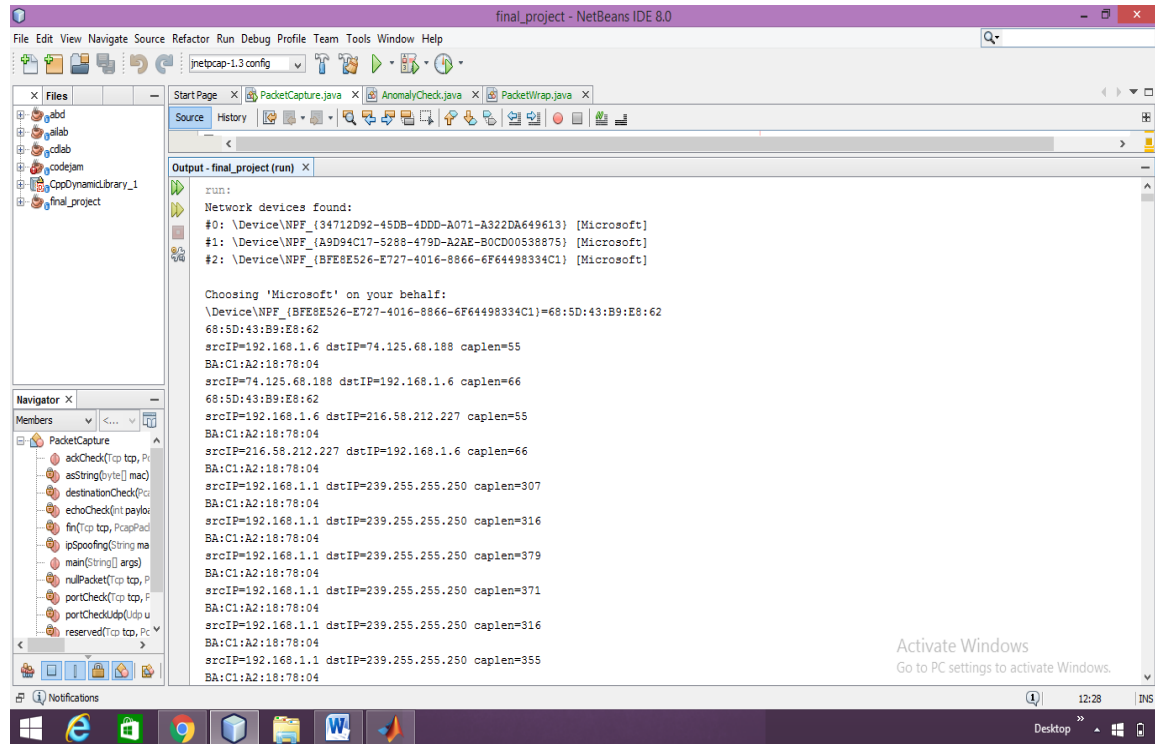 final_project - NetBeans IDE 8.0
File Edit View Navigate Source Refactor Run Debug Profile Team Tools Window Help
jnetpcap-1.3 config
Files
Start Page
PacketCapture.java
AnomalyCheck.java
PacketWrap.java
Source History
abd
ailab
cdlab
codejam
CppDynamicLibrary_1
final_project
Output - final_project (run)
run:
Network devices found:
#0: \Device\NPF_{34712D92-45DB-4DDD-A071-A322DA649613} [Microsoft]
#1: \Device\NPF_{A9D94C17-5288-479D-A2AE-B0CD00538875} [Microsoft]
#2: \Device\NPF_{BFE8E526-E727-4016-8866-6F64498334C1} [Microsoft]
Choosing 'Microsoft' on your behalf:
\Device\NPF_{BFE8E526-E727-4016-8866-6F64498334C1}=68:5D:43:B9:E8:62
68:5D:43:B9:E8:62
srcIP=192.168.1.6 dstIP=74.125.68.188 caplen=55
BA:C1:A2:18:78:04
srcIP=74.125.68.188 dstIP=192.168.1.6 caplen=66
68:5D:43:B9:E8:62
srcIP=192.168.1.6 dstIP=216.58.212.227 caplen=55
BA:C1:A2:18:78:04
srcIP=216.58.212.227 dstIP=192.168.1.6 caplen=66
BA:C1:A2:18:78:04
srcIP=192.168.1.1 dstIP=239.255.255.250 caplen=307
BA:C1:A2:18:78:04
srcIP=192.168.1.1 dstIP=239.255.255.250 caplen=316
BA:C1:A2:18:78:04
srcIP=192.168.1.1 dstIP=239.255.255.250 caplen=379
BA:C1:A2:18:78:04
srcIP=192.168.1.1 dstIP=239.255.255.250 caplen=371
BA:C1:A2:18:78:04
srcIP=192.168.1.1 dstIP=239.255.255.250 caplen=316
BA:C1:A2:18:78:04
srcIP=192.168.1.1 dstIP=239.255.255.250 caplen=355
BA:C1:A2:18:78:04
Navigator
Members <...
PacketCapture
ackCheck(Tcp tcp, Pc
asString(byte[] mac)
destinationCheck(Pca
echoCheck(int payloa
fin(Tcp tcp, PcapPack
ipSpoofing(String ma
main(String[] args)
nullPacket(Tcp tcp, P
portCheck(Tcp tcp, P
portCheckUdp(Udp u
reserved(Tcp tcp, Pc
Activate Windows
Go to PC settings to activate Windows.
Notifications
1
12:28
INS
Desktop